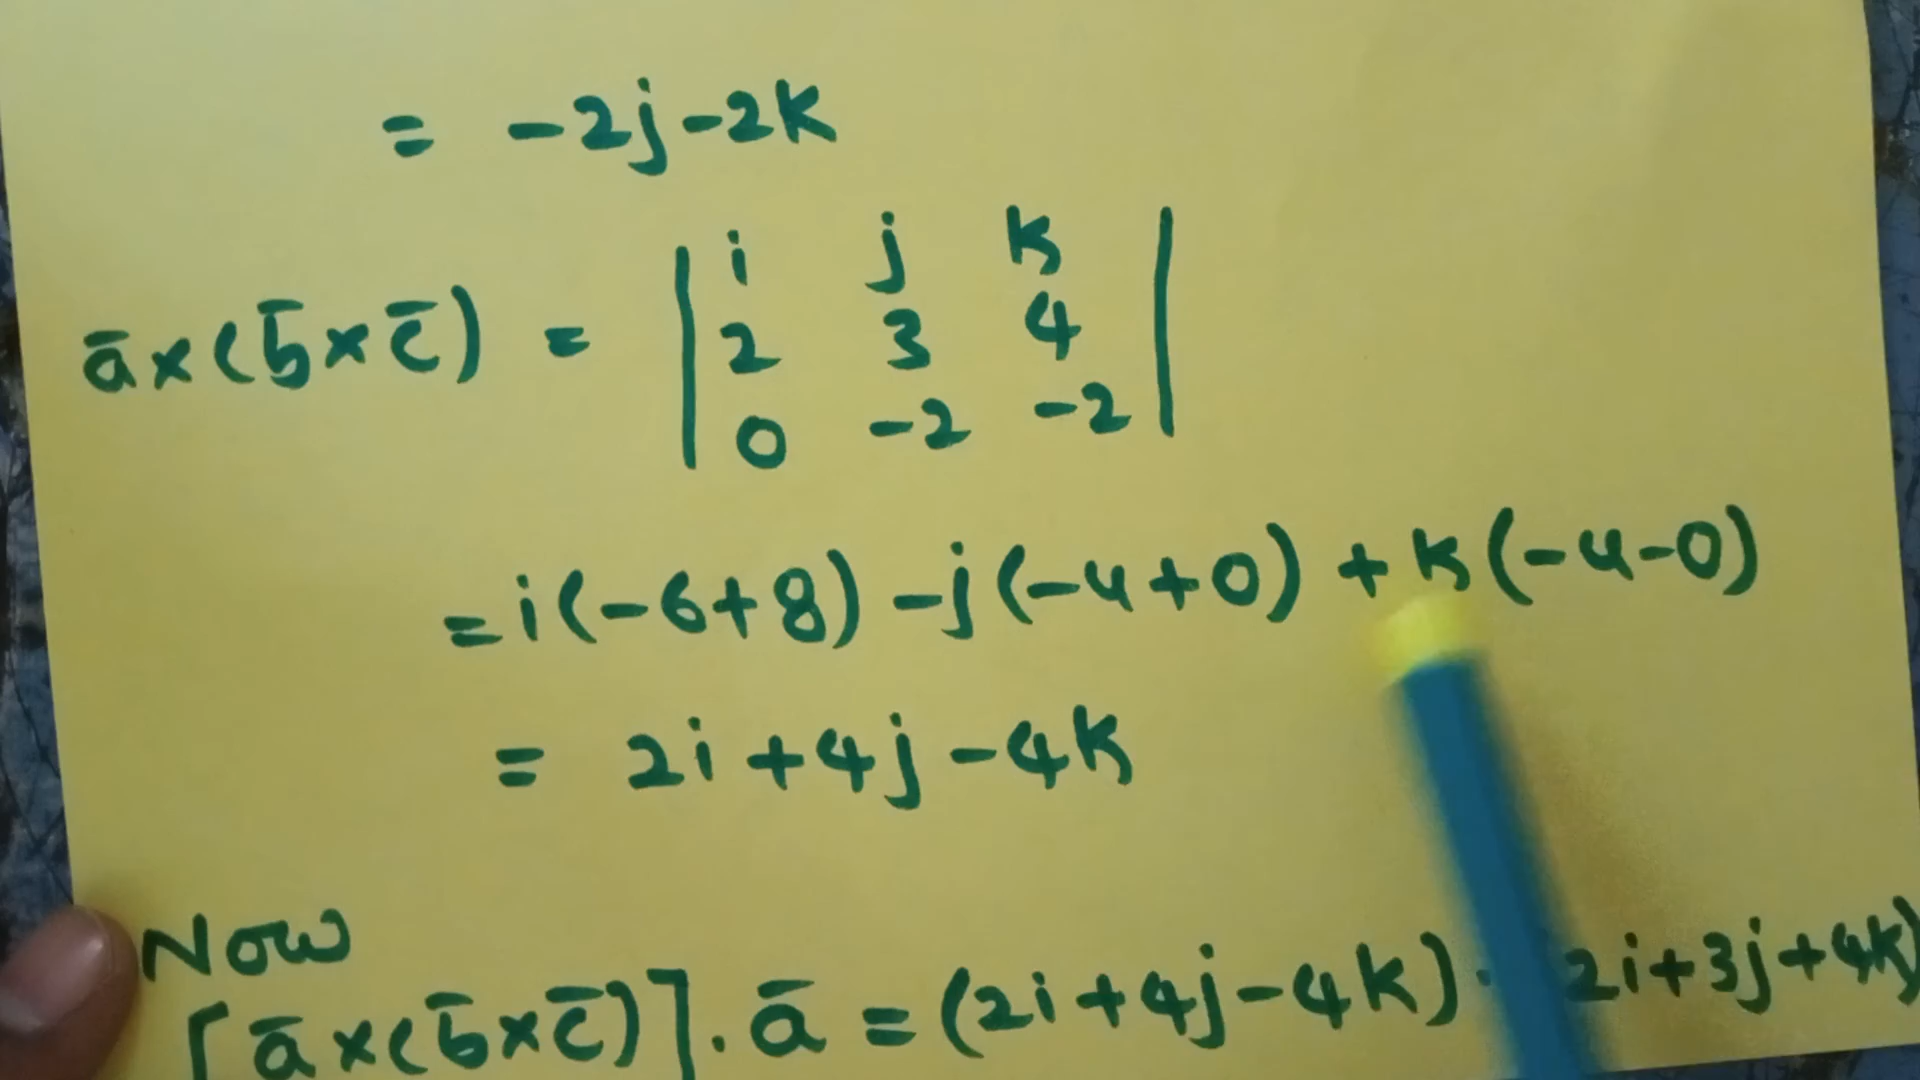 = -2j-2k
i j k
a̅×(b̅×c̅) = | 2 3 4 |
0 -2 -2
= i(-6+8) -j(-4+0) + k(-4-0)
= 2i+4j-4k
Now
[a̅×(b̅×c̅)]. a̅ = (2i+4j-4k). 2i+3j+4k)